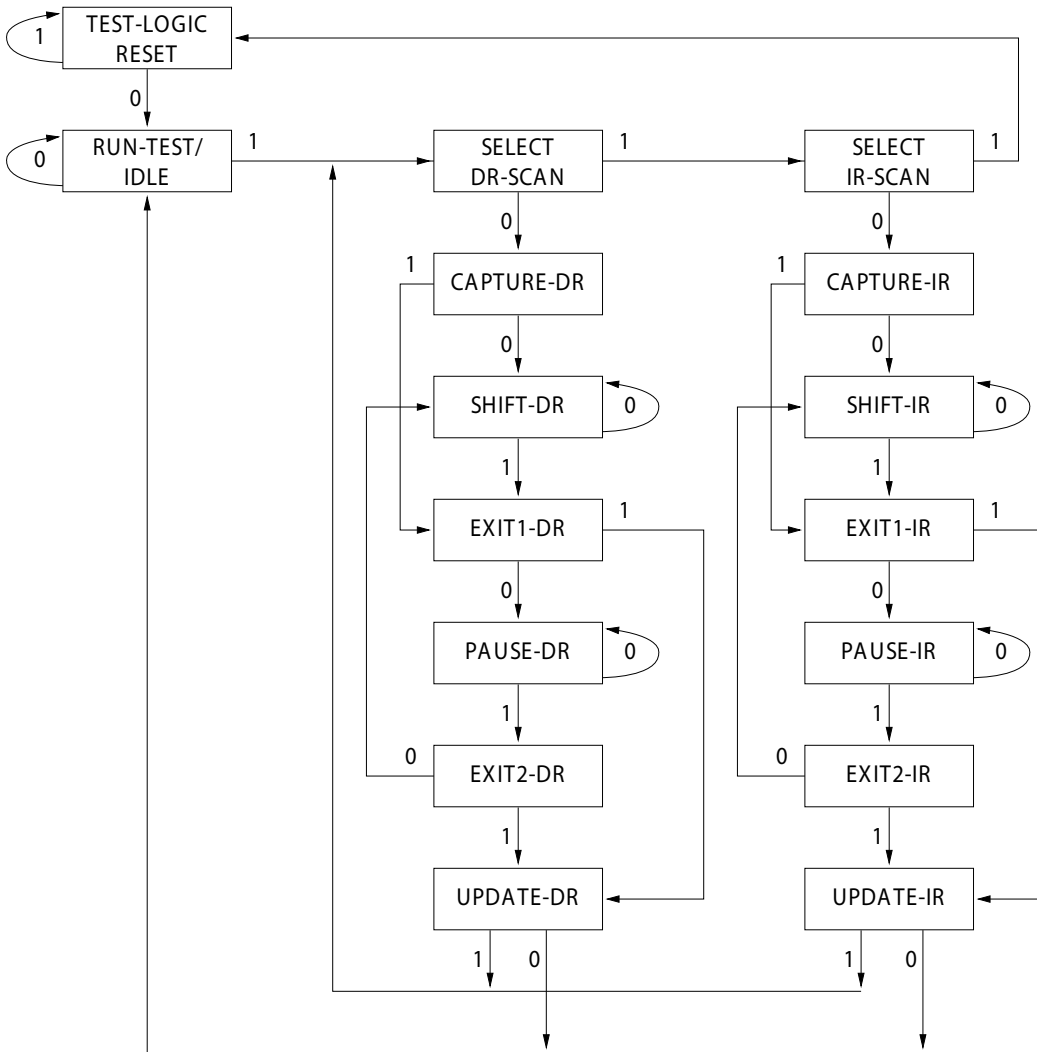 TEST-LOGIC
RESET
1
0
RUN-TEST/
IDLE
0
1
SELECT
DR-SCAN
1
SELECT
IR-SCAN
1
0
0
1
CAPTURE-DR
1
CAPTURE-IR
0
0
SHIFT-DR
0
SHIFT-IR
0
1
1
EXIT1-DR
1
EXIT1-IR
1
0
0
PAUSE-DR
0
PAUSE-IR
0
1
1
0
EXIT2-DR
0
EXIT2-IR
1
1
UPDATE-DR
UPDATE-IR
1
0
1
0